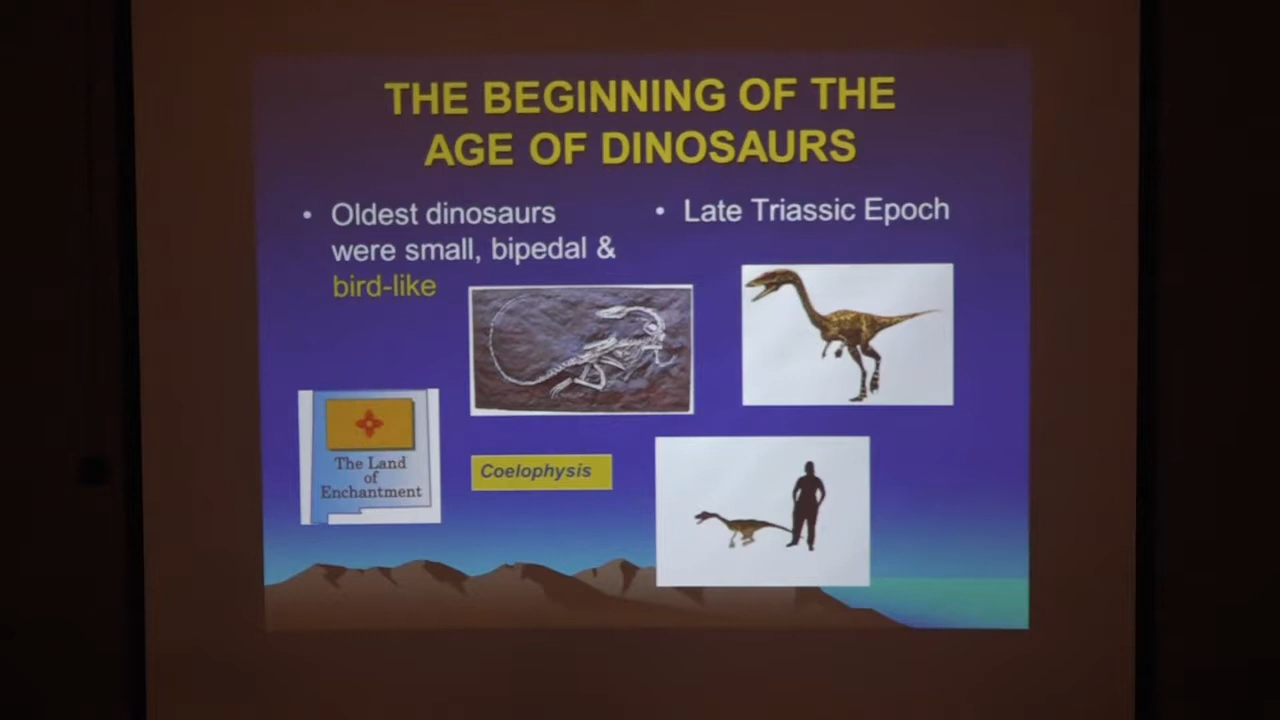 THE BEGINNING OF THE
AGE OF DINOSAURS
• Oldest dinosaurs
were small, bipedal &
bird-like
• Late Triassic Epoch
The Land
of
Enchantment
Coelophysis